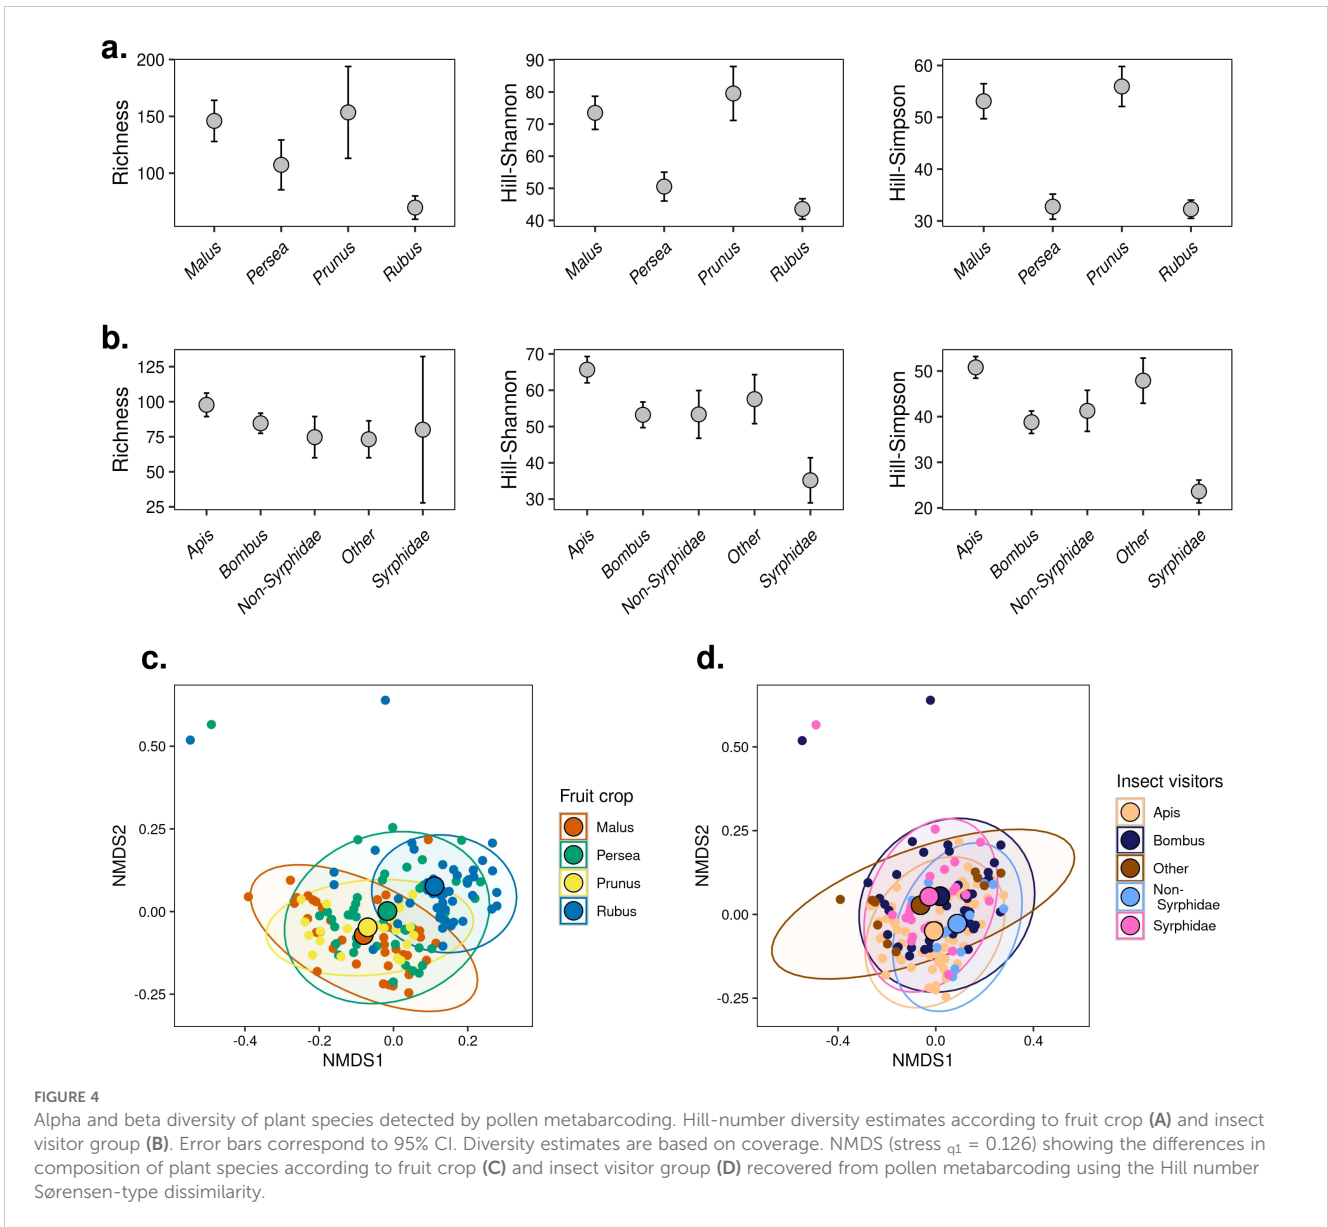 a.
200
150
100
Richness
Malus
Persea
Prunus
Rubus
90
80
70
60
50
40
Hill-Shannon
Malus
Persea
Prunus
Rubus
60
50
40
30
Hill-Simpson
Malus
Persea
Prunus
Rubus
b.
125
100
75
50
25
Richness
Apis
Bombus
Non-Syrphidae
Other
Syrphidae
70
60
50
40
30
Hill-Shannon
Apis
Bombus
Non-Syrphidae
Other
Syrphidae
50
40
30
20
Hill-Simpson
Apis
Bombus
Non-Syrphidae
Other
Syrphidae
c.
0.50
0.25
0.00
-0.25
NMDS2
-0.4
-0.2
0.0
0.2
NMDS1
Fruit crop
Malus
Persea
Prunus
Rubus
d.
0.50
0.25
0.00
-0.25
NMDS2
-0.4
0.0
0.4
NMDS1
Insect visitors
Apis
Bombus
Other
Non-
Syrphidae
Syrphidae
FIGURE 4
Alpha and beta diversity of plant species detected by pollen metabarcoding. Hill-number diversity estimates according to fruit crop (A) and insect
visitor group (B). Error bars correspond to 95% CI. Diversity estimates are based on coverage. NMDS (stress q1 = 0.126) showing the differences in
composition of plant species according to fruit crop (C) and insect visitor group (D) recovered from pollen metabarcoding using the Hill number
Sørensen-type dissimilarity.